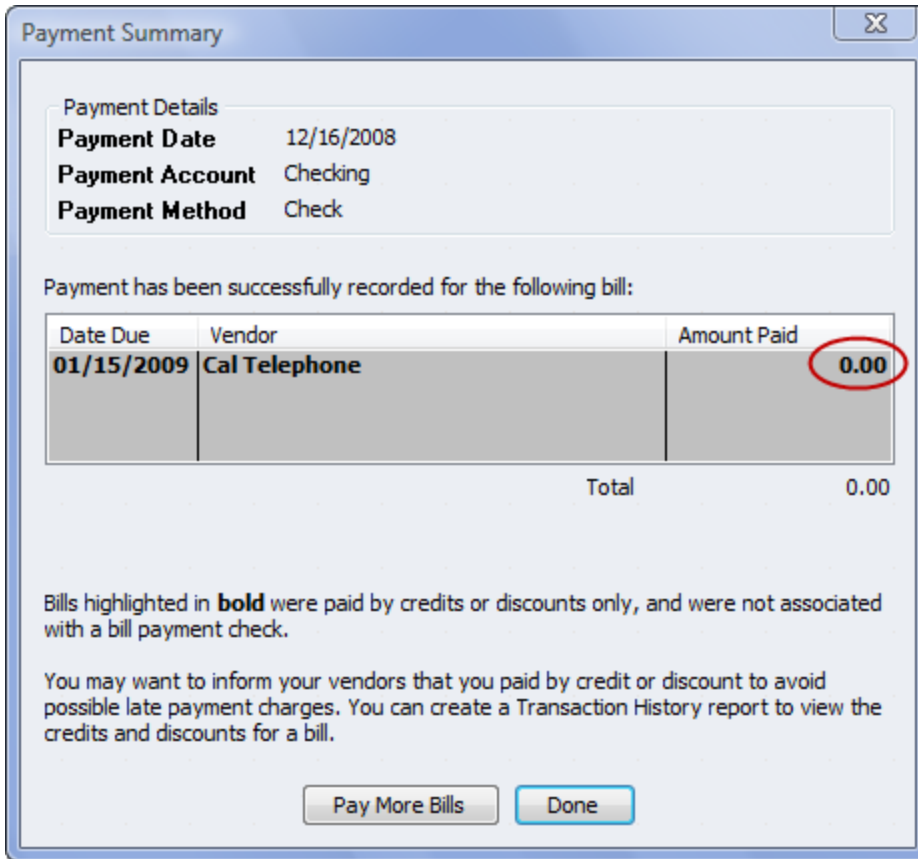 Payment Summary
Payment Details
Payment Date 12/16/2008
Payment Account Checking
Payment Method Check
Payment has been successfully recorded for the following bill:
Date Due Vendor Amount Paid
01/15/2009 Cal Telephone 0.00
Total 0.00
Bills highlighted in bold were paid by credits or discounts only, and were not associated
with a bill payment check.
You may want to inform your vendors that you paid by credit or discount to avoid
possible late payment charges. You can create a Transaction History report to view the
credits and discounts for a bill.
Pay More Bills Done